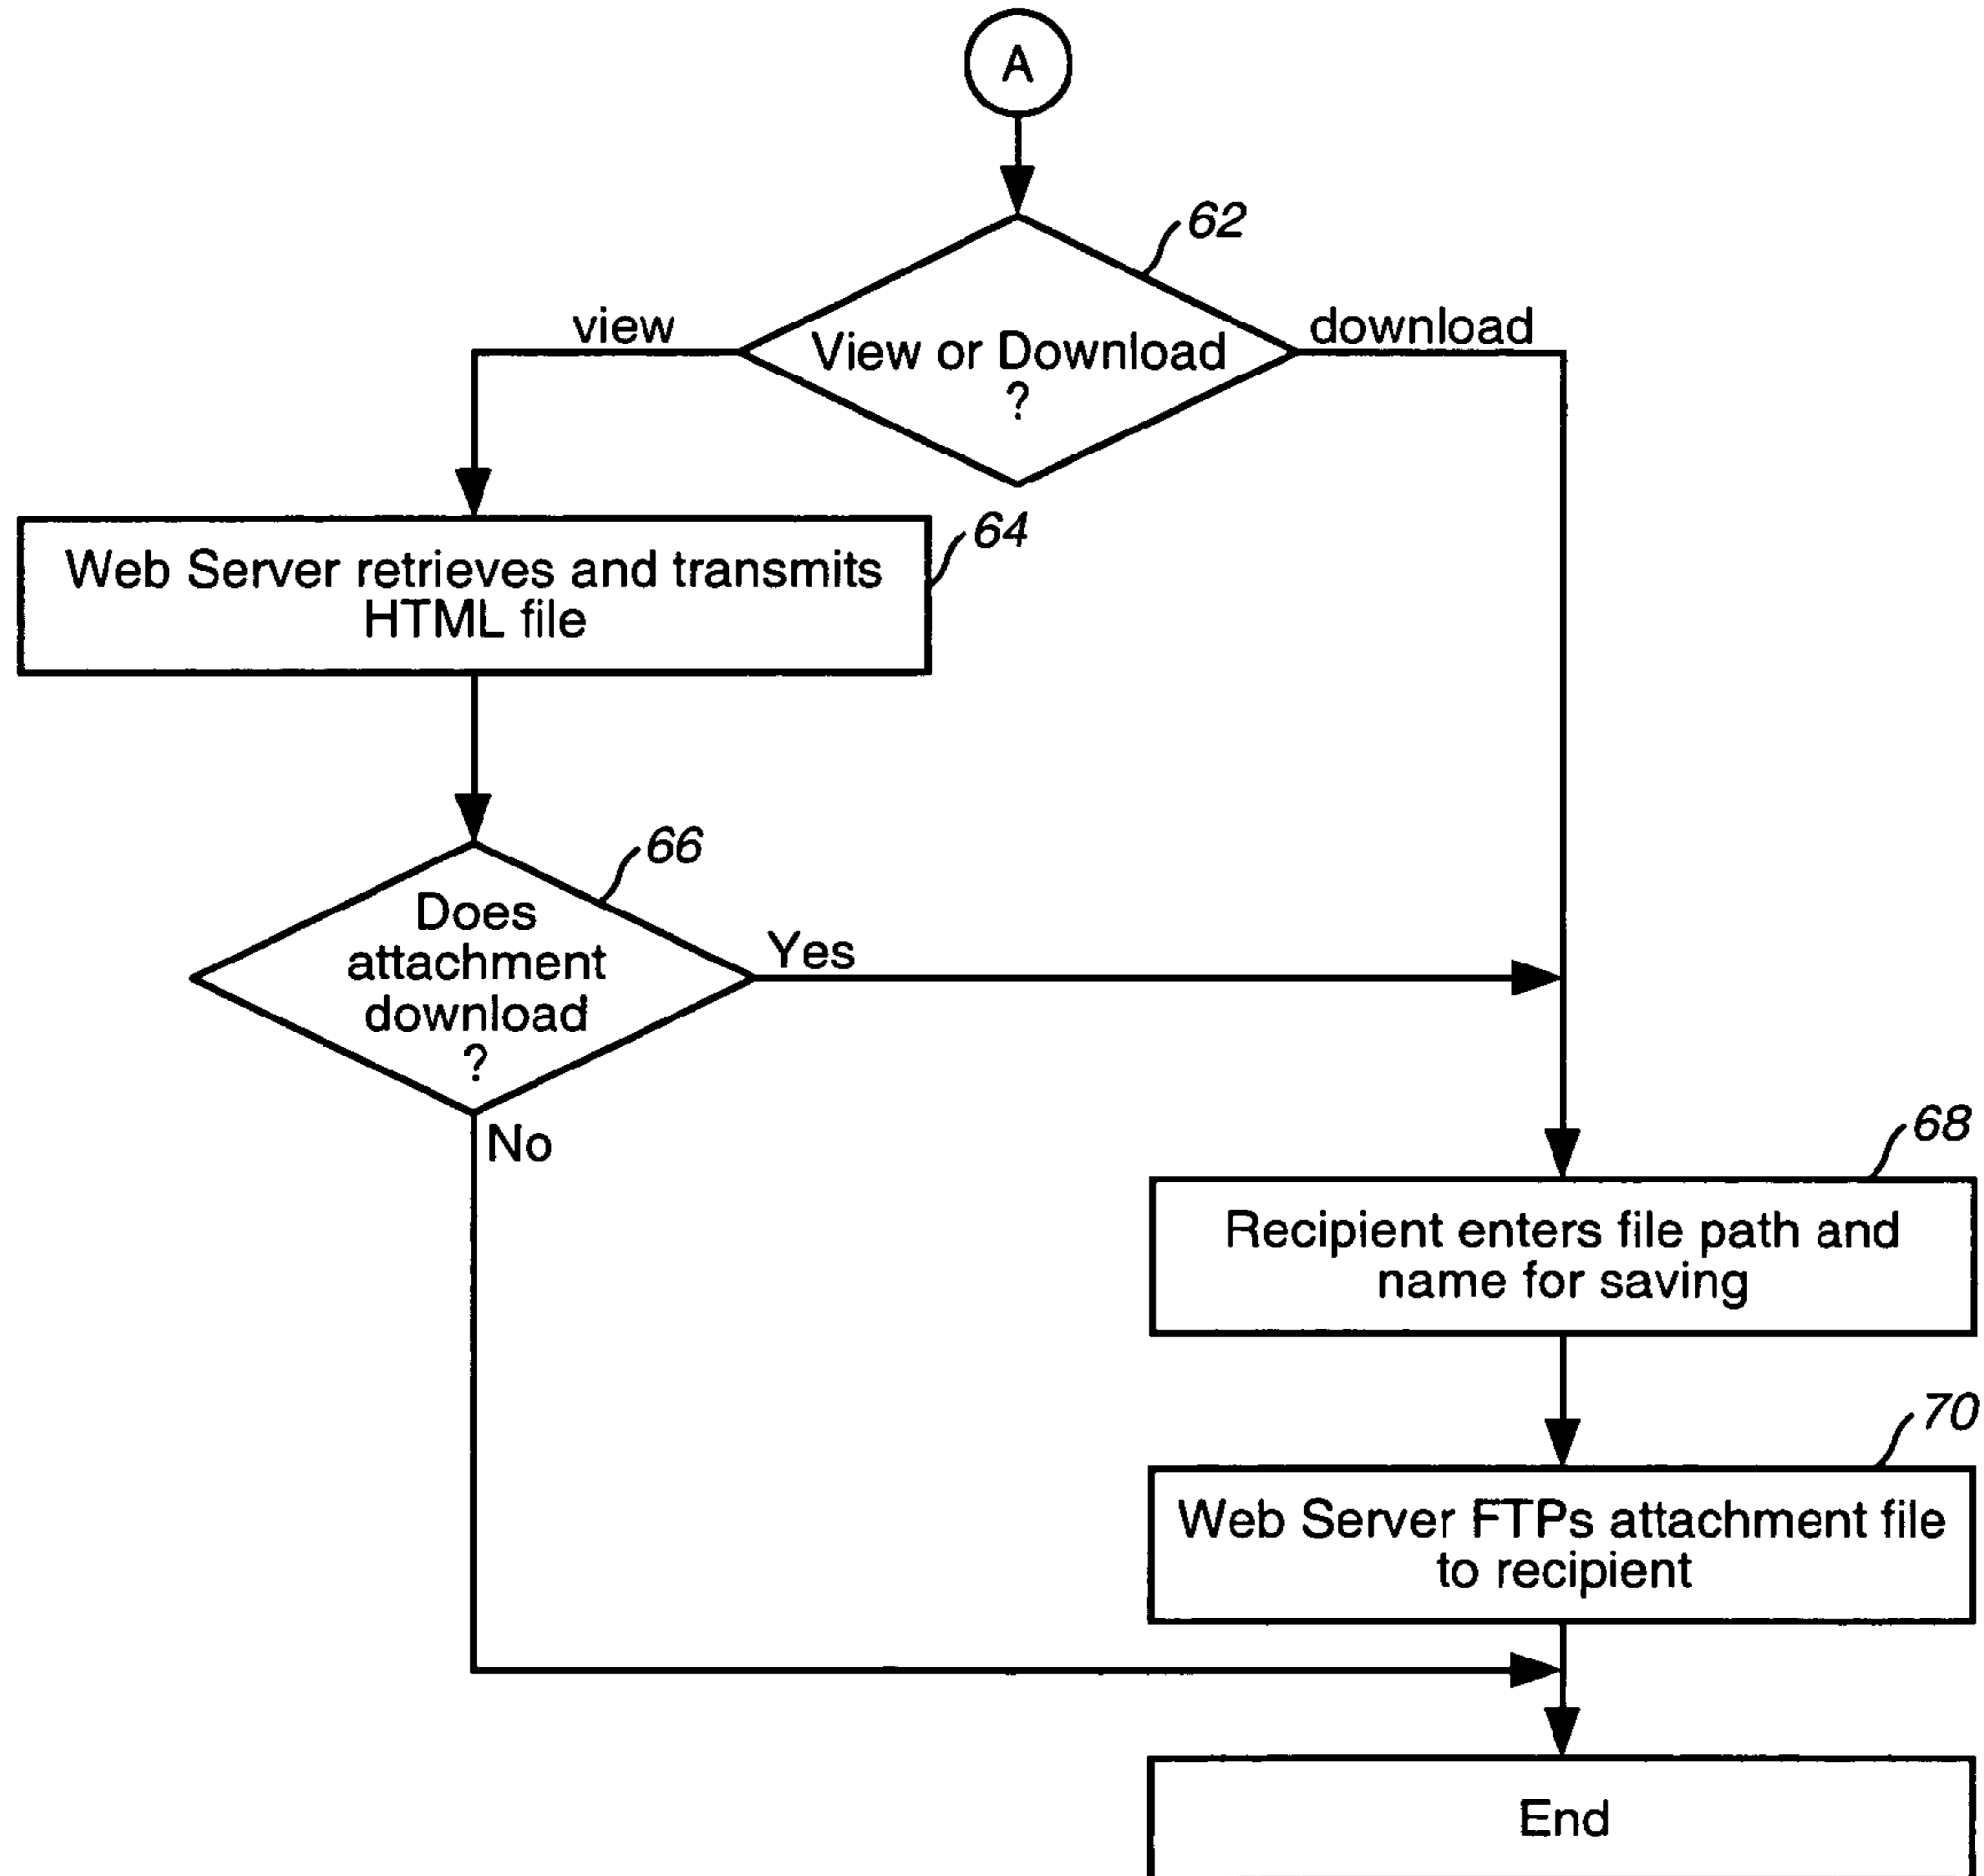 A
62
view
download
View or Download
?
64
Web Server retrieves and transmits
HTML file
66
Does
attachment
download
?
Yes
No
68
Recipient enters file path and
name for saving
70
Web Server FTPs attachment file
to recipient
End